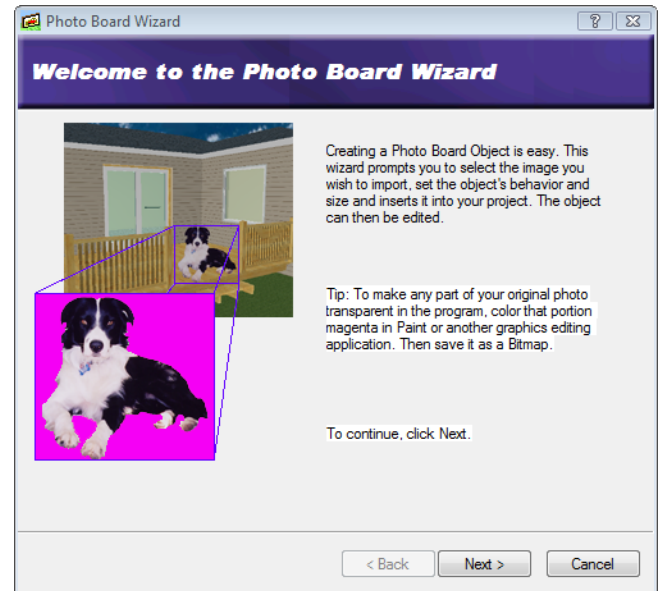 Photo Board Wizard
Welcome to the Photo Board Wizard
Creating a Photo Board Object is easy. This
wizard prompts you to select the image you
wish to import, set the object's behavior and
size and inserts it into your project. The object
can then be edited.
Tip: To make any part of your original photo
transparent in the program, color that portion
magenta in Paint or another graphics editing
application. Then save it as a Bitmap.
To continue, click Next.
< Back
Next >
Cancel